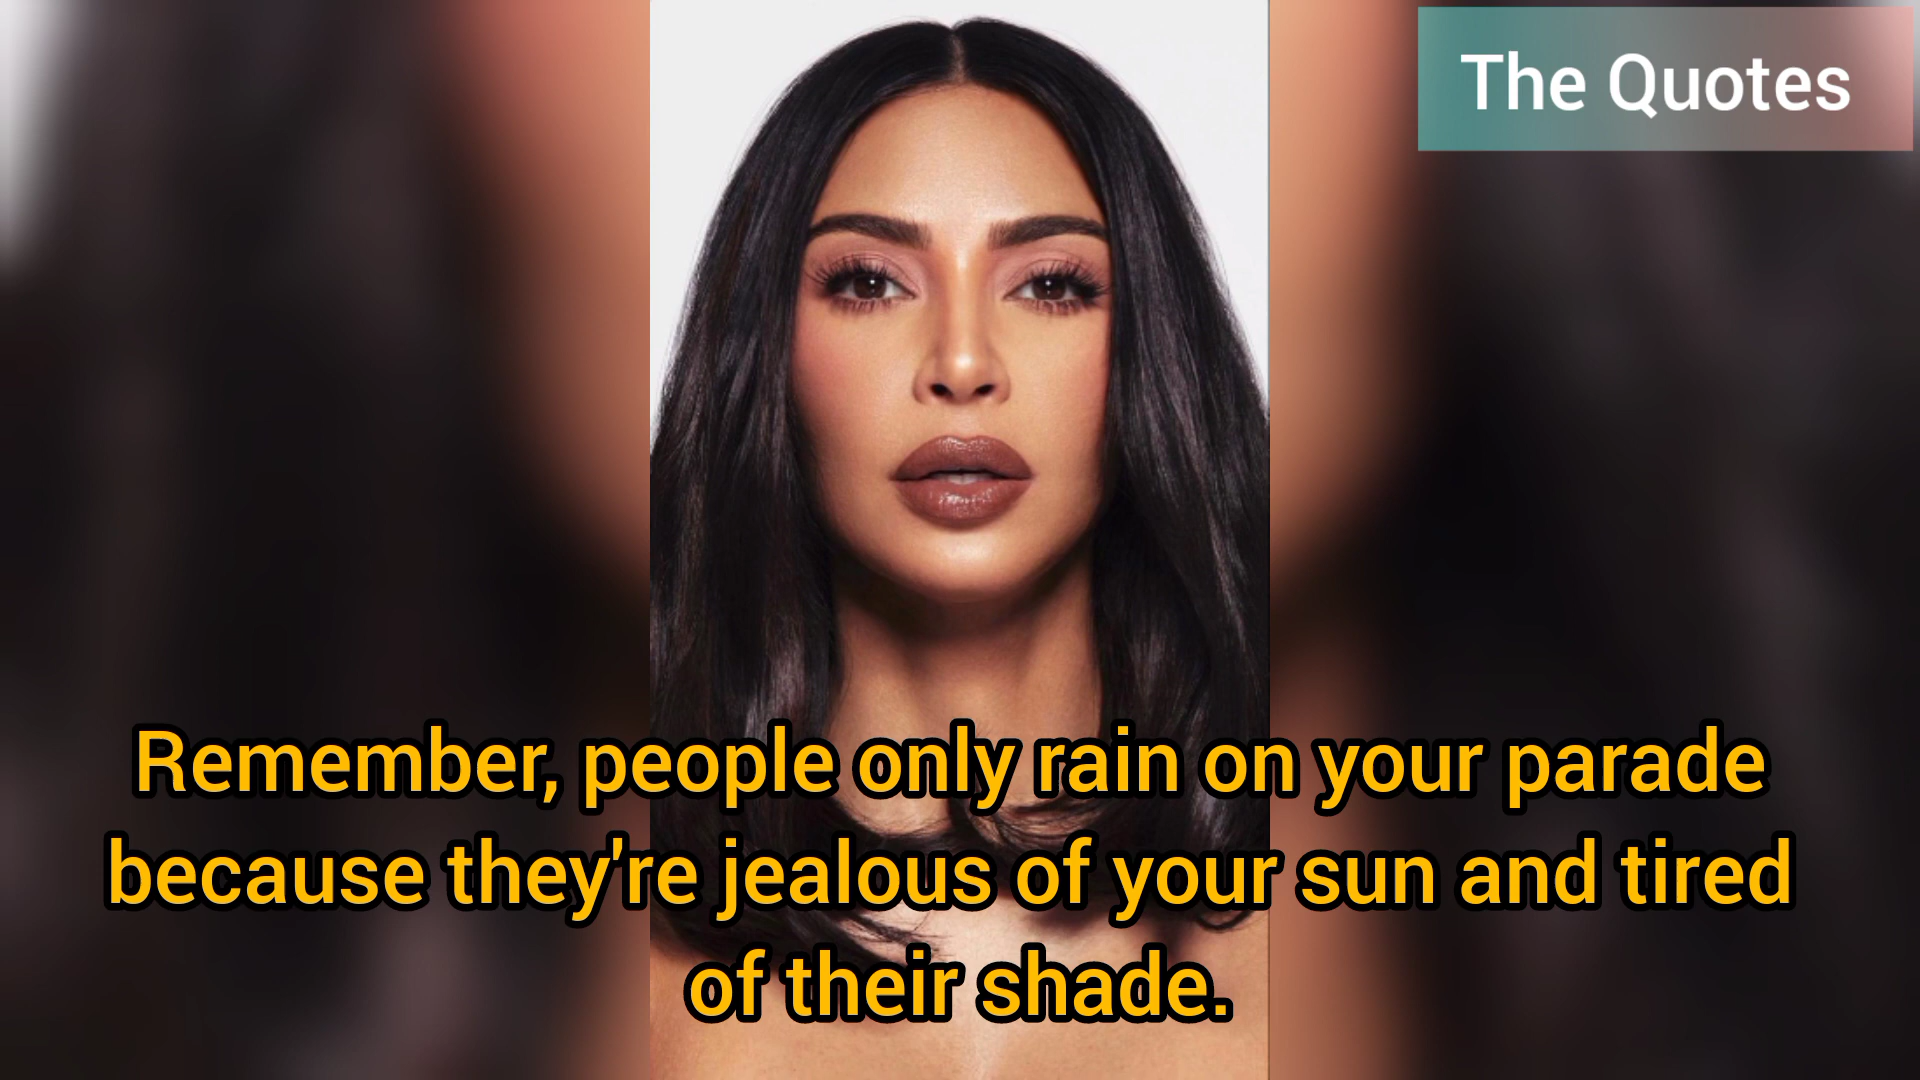 The Quotes
Remember, people only rain on your parade
because they're jealous of your sun and tired
of their shade.